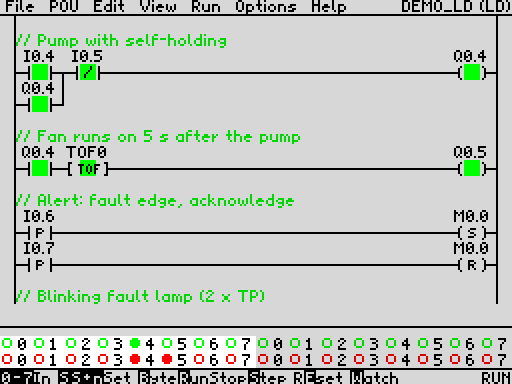 File POU Edit View Run Options Help DEMO_LD (LD)
// Pump with self-holding
I0.4 I0.5 Q0.4
/
Q0.4
// Fan runs on 5 s after the pump
Q0.4 TOF0 Q0.5
TOF
// Alert: fault edge, acknowledge
I0.6 M0.0
P S
I0.7 M0.0
P R
// Blinking fault lamp (2 x TP)
0 1 2 3 4 5 6 7 0 1 2 3 4 5 6 7
0 1 2 3 4 5 6 7 0 1 2 3 4 5 6 7
0-7In SS+nSet ByteRunStop Step REset Watch RUN